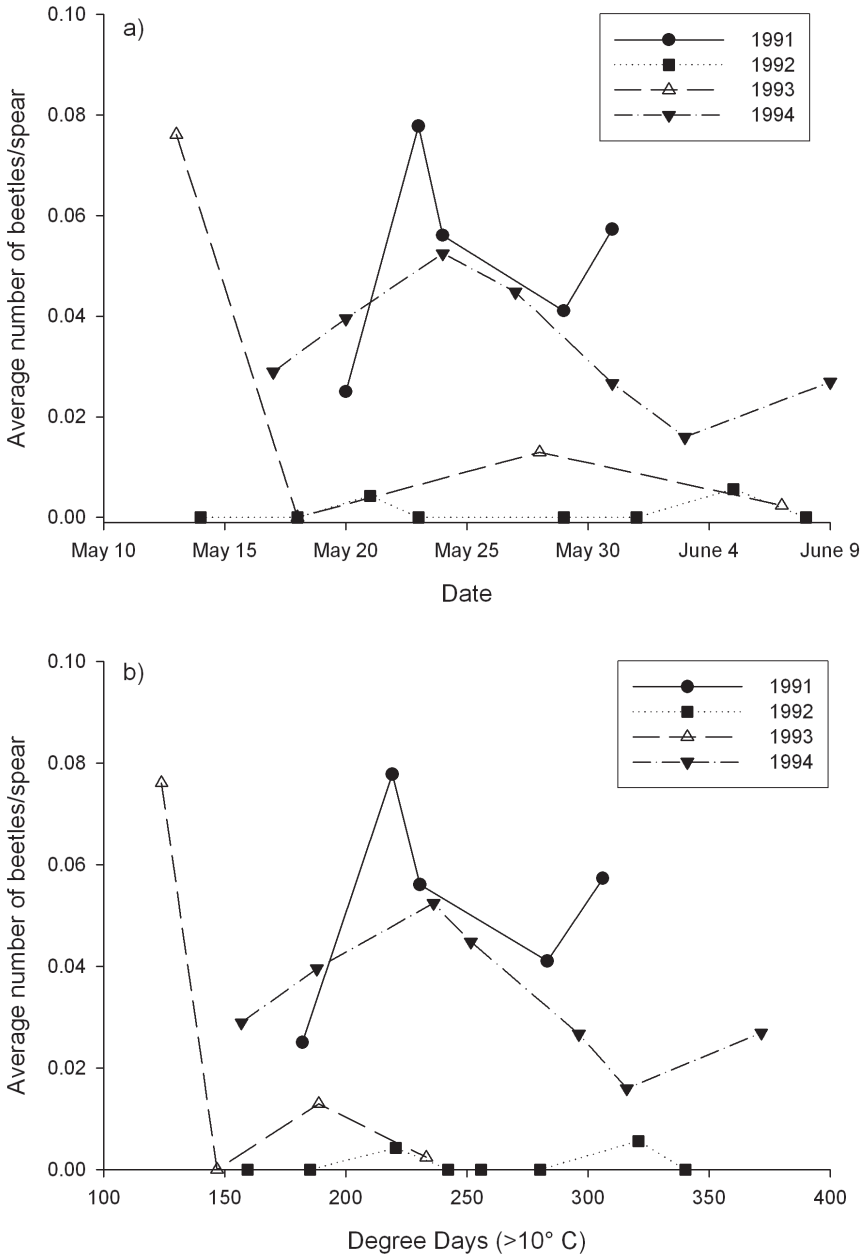 a)
Average number of beetles/spear
0.10
0.08
0.06
0.04
0.02
0.00
1991
1992
1993
1994
May 10 May 15 May 20 May 25 May 30 June 4 June 9
Date
b)
Average number of beetles/spear
0.10
0.08
0.06
0.04
0.02
0.00
1991
1992
1993
1994
100 150 200 250 300 350 400
Degree Days (>10° C)